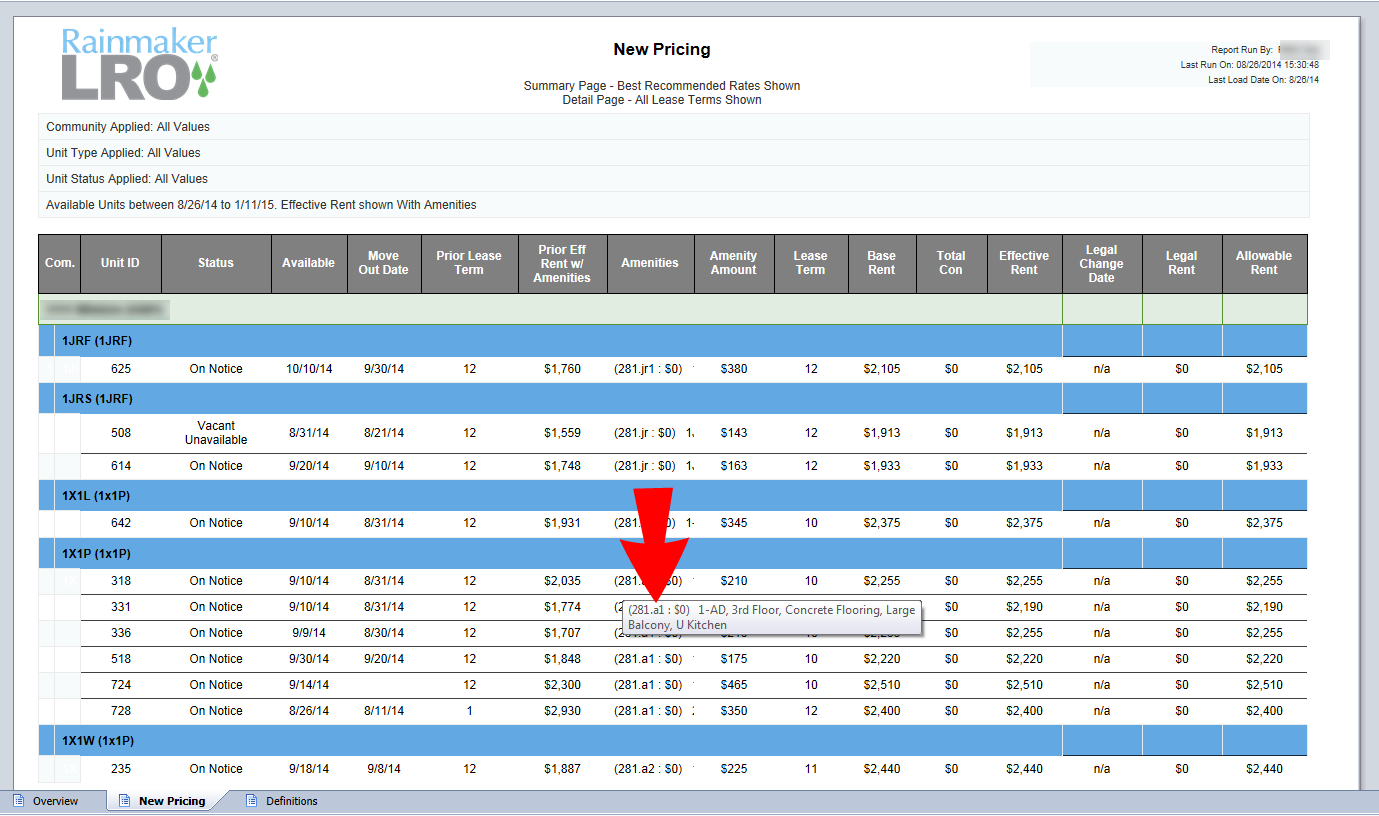 Rainmaker
LRO®
New Pricing
Summary Page - Best Recommended Rates Shown
Detail Page - All Lease Terms Shown
Report Run By:
Last Run On: 08/26/2014 15:30:48
Last Load Date On: 8/26/14
Community Applied: All Values
Unit Type Applied: All Values
Unit Status Applied: All Values
Available Units between 8/26/14 to 1/11/15. Effective Rent shown With Amenities
Com. Unit ID Status Available Move Out Date Prior Lease Term Prior Eff Rent w/ Amenities Amenities Amenity Amount Lease Term Base Rent Total Con Effective Rent Legal Change Date Legal Rent Allowable Rent
1JRF (1JRF)
625 On Notice 10/10/14 9/30/14 12 $1,760 (281.jr1 : $0) $380 12 $2,105 $0 $2,105 n/a $0 $2,105
1JRS (1JRF)
508 Vacant Unavailable 8/31/14 8/21/14 12 $1,559 (281.jr : $0) $143 12 $1,913 $0 $1,913 n/a $0 $1,913
614 On Notice 9/20/14 9/10/14 12 $1,748 (281.jr : $0) $163 12 $1,933 $0 $1,933 n/a $0 $1,933
1X1L (1x1P)
642 On Notice 9/10/14 8/31/14 12 $1,931 1- $345 10 $2,375 $0 $2,375 n/a $0 $2,375
1X1P (1x1P)
318 On Notice 9/10/14 8/31/14 12 $2,035 $210 10 $2,255 $0 $2,255 n/a $0 $2,255
331 On Notice 9/10/14 8/31/14 12 $1,774 $2,190 n/a $0 $2,190
(281.a1 : $0) 1-AD, 3rd Floor, Concrete Flooring, Large
Balcony, U Kitchen
336 On Notice 9/9/14 8/30/14 12 $1,707 $0 $2,255 n/a $0 $2,255
518 On Notice 9/30/14 9/20/14 12 $1,848 (281.a1 : $0) $175 10 $2,220 $0 $2,220 n/a $0 $2,220
724 On Notice 9/14/14 12 $2,300 (281.a1 : $0) $465 10 $2,510 $0 $2,510 n/a $0 $2,510
728 On Notice 8/26/14 8/11/14 1 $2,930 (281.a1 : $0) $350 12 $2,400 $0 $2,400 n/a $0 $2,400
1X1W (1x1P)
235 On Notice 9/18/14 9/8/14 12 $1,887 (281.a2 : $0) $225 11 $2,440 $0 $2,440 n/a $0 $2,440
Overview New Pricing Definitions